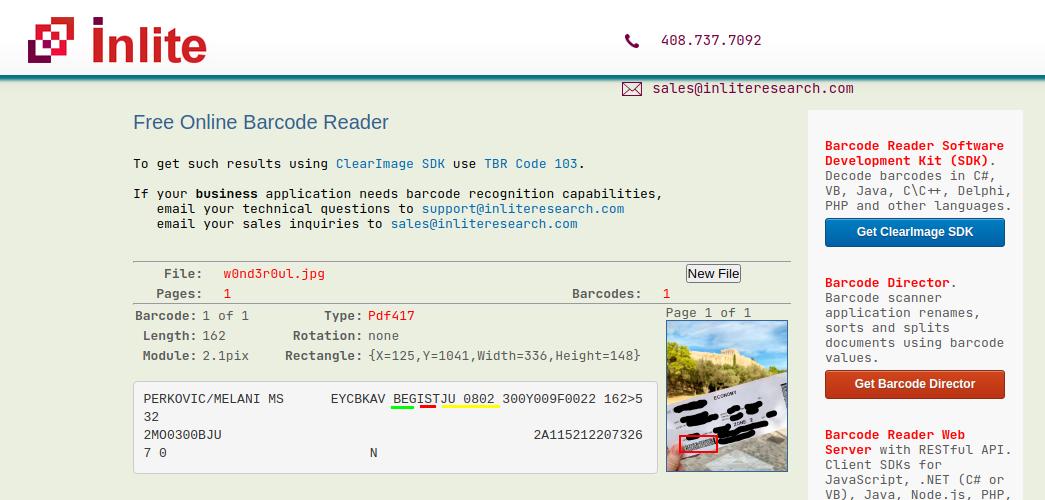 inlite
408.737.7092
sales@inliteresearch.com
Free Online Barcode Reader
To get such results using ClearImage SDK use TBR Code 103.
If your business application needs barcode recognition capabilities,
email your technical questions to support@inliteresearch.com
email your sales inquiries to sales@inliteresearch.com
File: w0nd3r0ul.jpg New File
Pages: 1 Barcodes: 1
Barcode: 1 of 1 Type: Pdf417
Length: 162 Rotation: none
Module: 2.1pix Rectangle: {X=125,Y=1041,Width=336,Height=148}
PERKOVIC/MELANI MS EYCBKAV BEGISTJU 0802 300Y009F0022 162>5
32
2MO0300BJU 2A115212207326
7 0 N
Page 1 of 1
ECONOMY
ZONE 2
Barcode Reader Software
Development Kit (SDK).
Decode barcodes in C#,
VB, Java, C\C++, Delphi,
PHP and other languages.
Get ClearImage SDK
Barcode Director.
Barcode scanner
application renames,
sorts and splits
documents using barcode
values.
Get Barcode Director
Barcode Reader Web
Server with RESTful API.
Client SDKs for
JavaScript, .NET (C# or
VB), Java, Node.js, PHP,